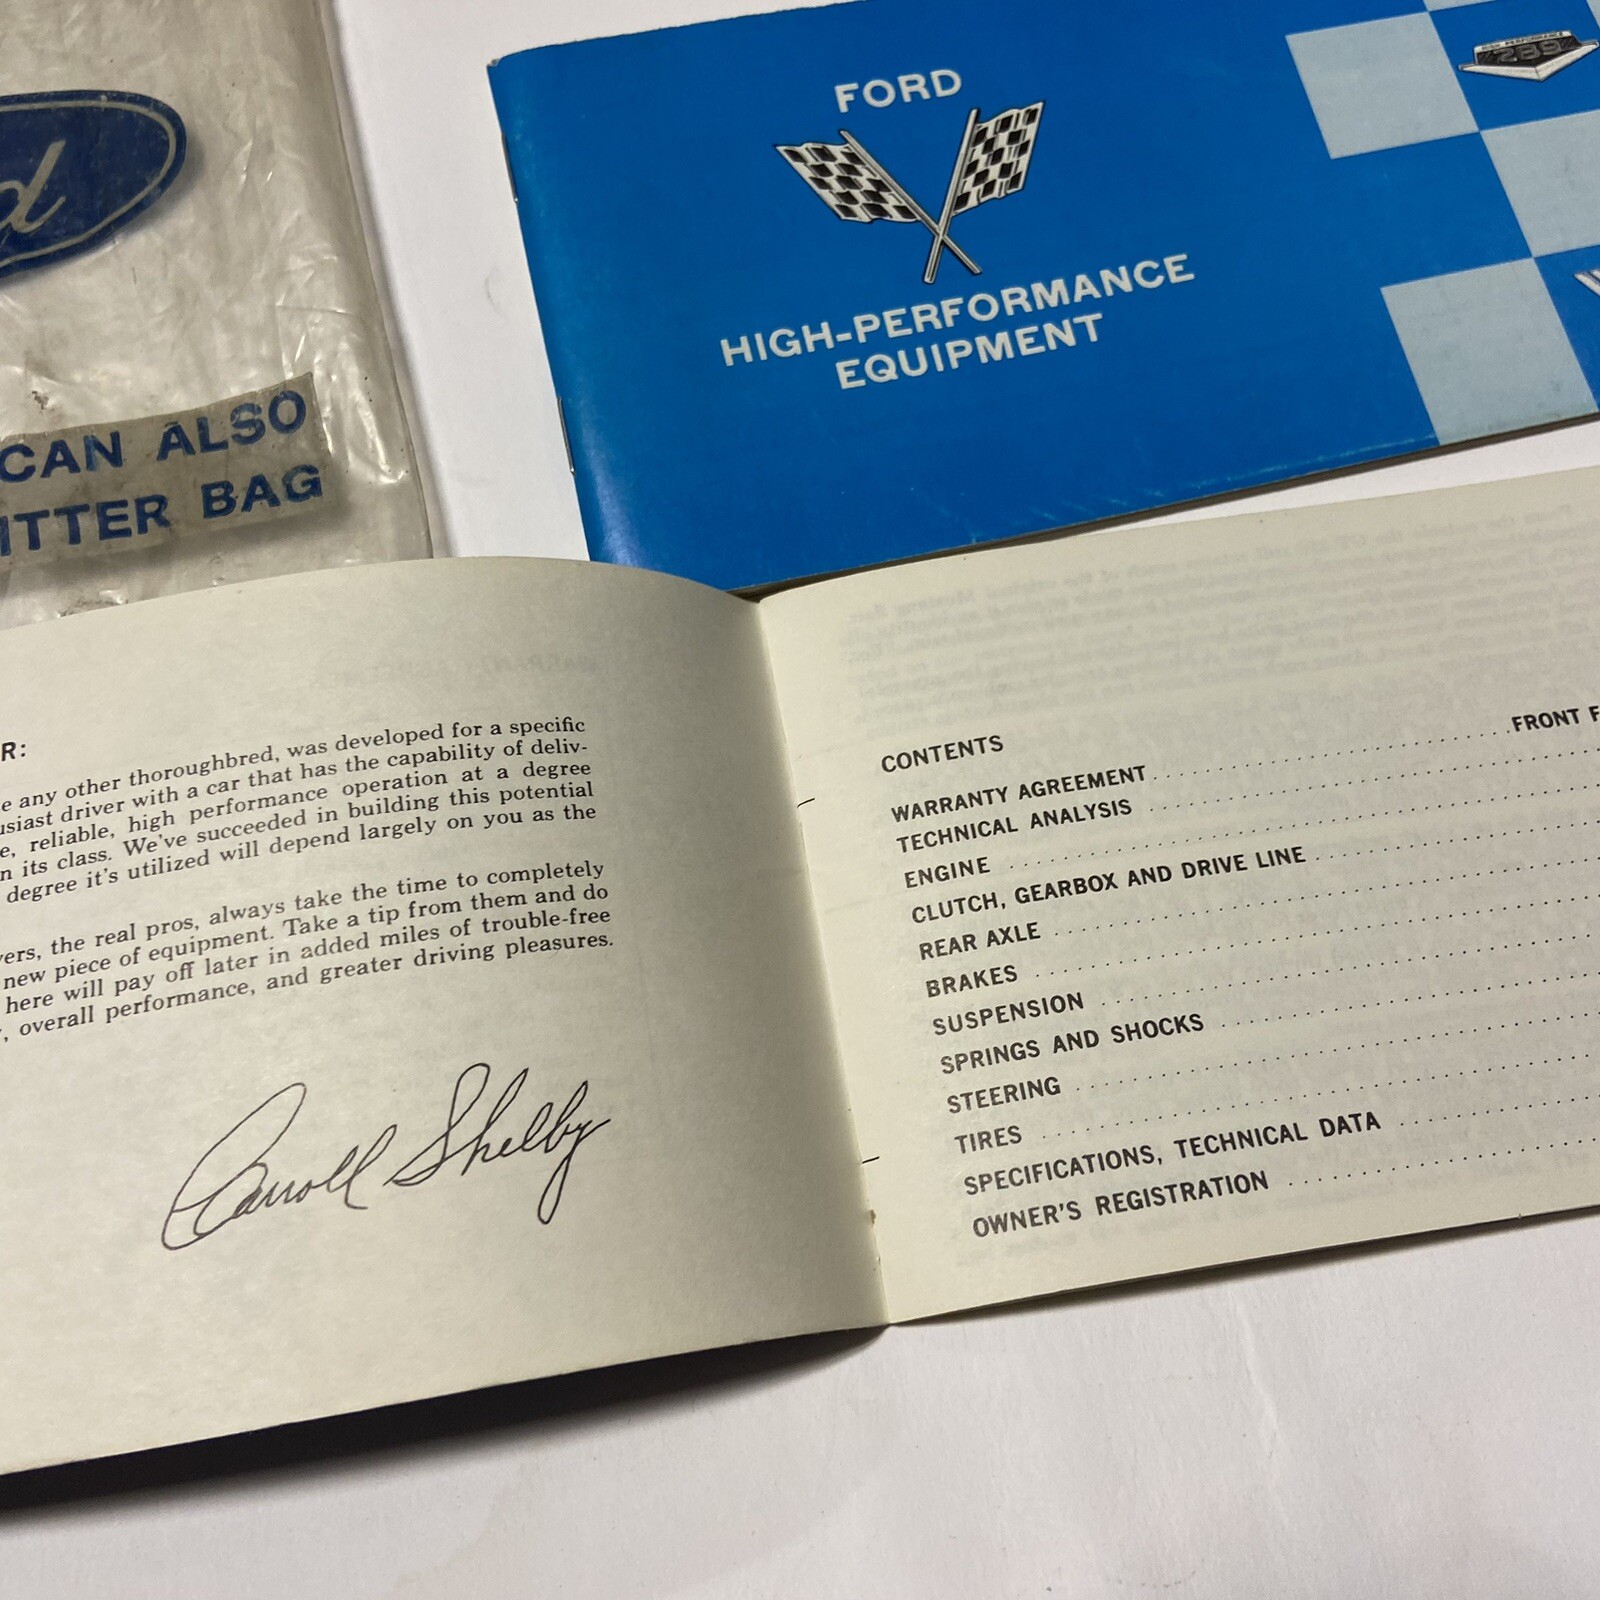 CAN ALSO
BAG
FORD
HIGH-PERFORMANCE
EQUIPMENT
HIGH PERFORMANCE
289
any other thoroughbred, was developed for a specific
driver with a car that has the capability of deliv-
reliable, high performance operation at a degree
in its class. We've succeeded in building this potential
degree it's utilized will depend largely on you as the
the real pros, always take the time to completely
new piece of equipment. Take a tip from them and do
here will pay off later in added miles of trouble-free
overall performance, and greater driving pleasures.
Carroll Shelby
CONTENTS
WARRANTY AGREEMENT . . . . . . . . . . . . . . . . . . . . . . . . . . . . FRONT
TECHNICAL ANALYSIS
ENGINE
CLUTCH, GEARBOX AND DRIVE LINE
REAR AXLE
BRAKES
SUSPENSION
SPRINGS AND SHOCKS
STEERING
TIRES
SPECIFICATIONS, TECHNICAL DATA
OWNER'S REGISTRATION